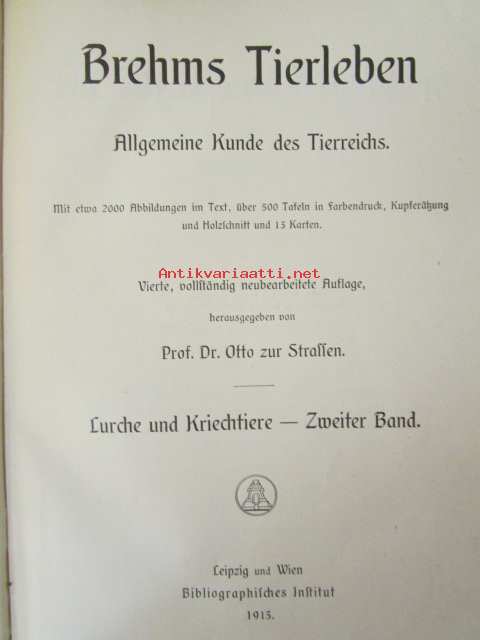 Brehms Tierleben
Allgemeine Kunde des Tierreichs.
Mit etwa 2000 Abbildungen im Text, über 500 Tafeln in Farbendruck, Kupferätzung
und Holzschnitt und 13 Karten.
Antikvariaatti.net
Vierte, vollständig neubearbeitete Auflage,
herausgegeben von
Prof. Dr. Otto zur Strassen.
Lurche und Kriechtiere — Zweiter Band.
Leipzig und Wien
Bibliographisches Institut
1913.